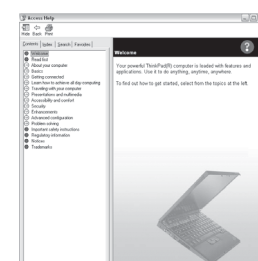 Access Help
Hide Back Print
Contents Index Search Favorites
Welcome
Read first
About your computer
Basics
Getting connected
Learn how to achieve all day computing
Traveling with your computer
Presentations and multimedia
Accessibility and comfort
Security
Enhancements
Advanced configuration
Problem solving
Important safety instructions
Regulatory information
Notices
Trademarks
?
Welcome
Your powerful ThinkPad(R) computer is loaded with features and
applications. Use it to do anything, anytime, anywhere.
To find out how to get started, select from the topics at the left.